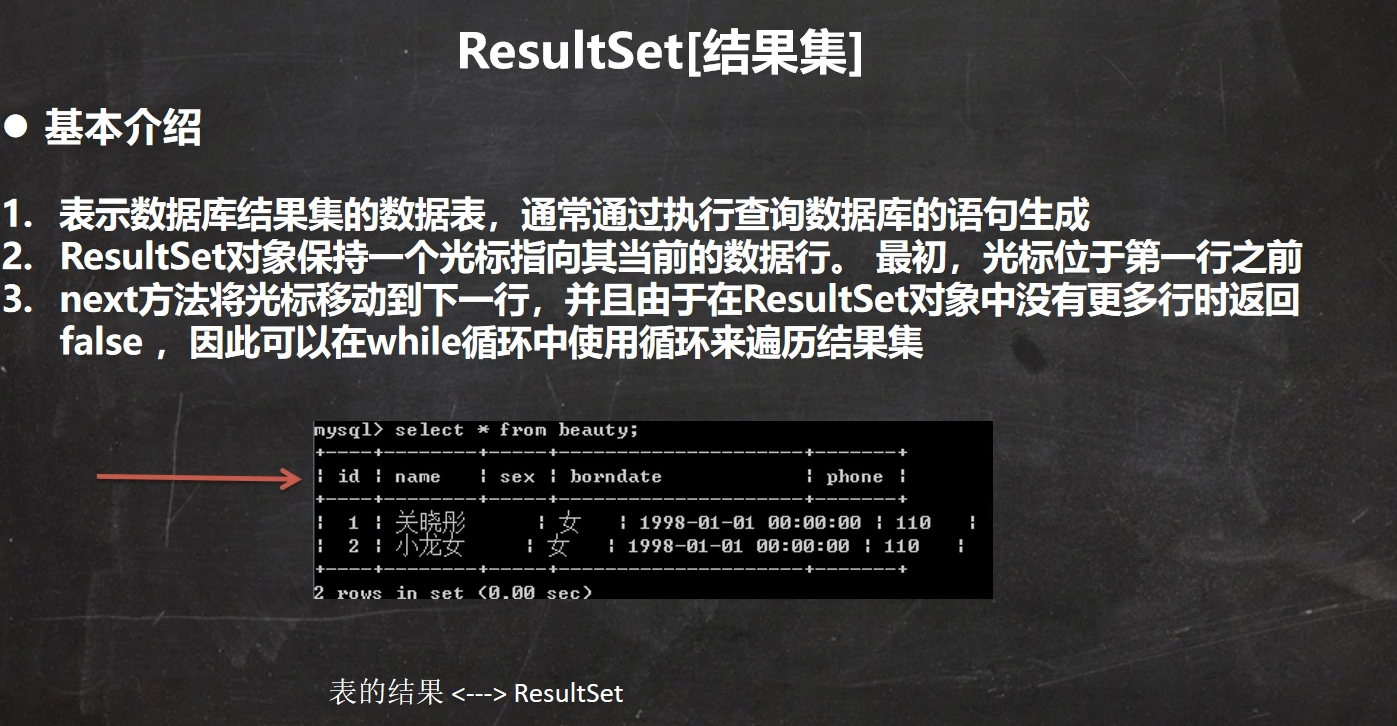 ResultSet[结果集]
● 基本介绍
1. 表示数据库结果集的数据表，通常通过执行查询数据库的语句生成
2. ResultSet对象保持一个光标指向其当前的数据行。 最初，光标位于第一行之前
3. next方法将光标移动到下一行，并且由于在ResultSet对象中没有更多行时返回
false ，因此可以在while循环中使用循环来遍历结果集
mysql> select * from beauty;
+----+--------+-----+---------------------+-------+
| id | name | sex | borndate | phone |
+----+--------+-----+---------------------+-------+
| 1 | 关晓彤 | 女 | 1998-01-01 00:00:00 | 110 |
| 2 | 小龙女 | 女 | 1998-01-01 00:00:00 | 110 |
+----+--------+-----+---------------------+-------+
2 rows in set (0.00 sec)
表的结果 <---> ResultSet